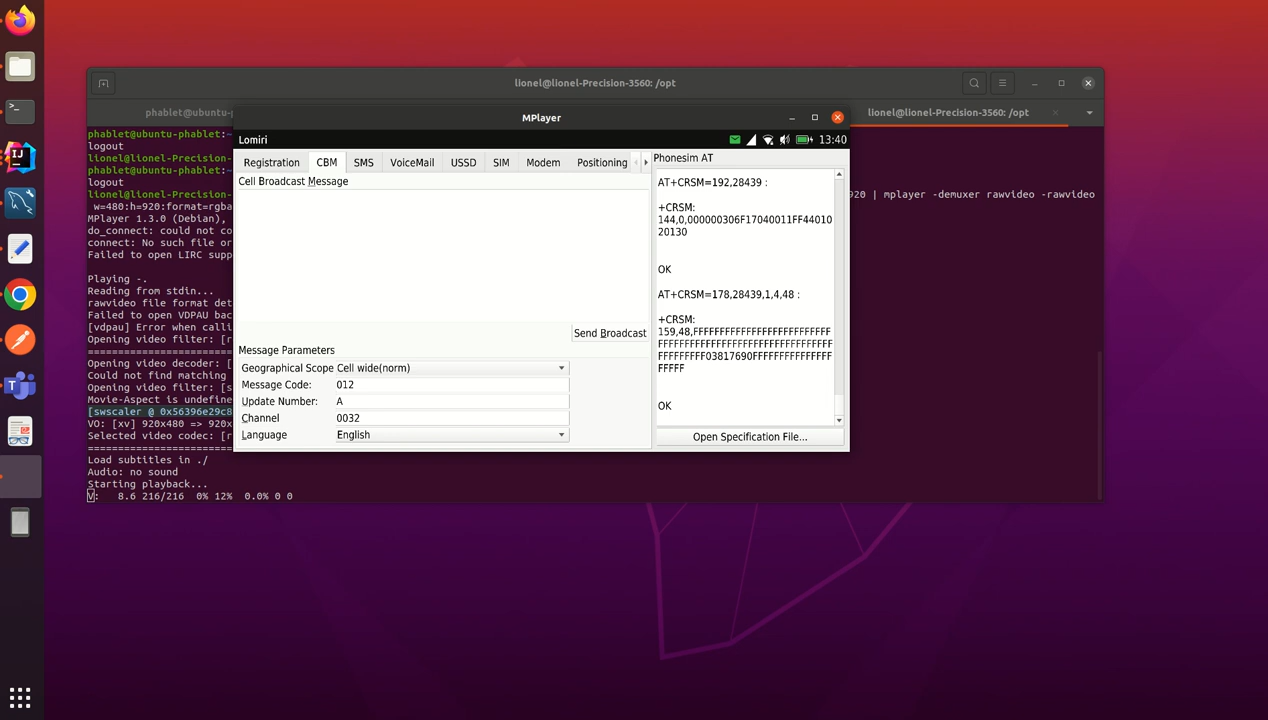 lionel@lionel-Precision-3560: /opt
phablet@ubuntu-p
lionel@lionel-Precision-3560: /opt
phablet@ubuntu-phablet:~
logout
lionel@lionel-Precision-
phablet@ubuntu-phablet:~
logout
lionel@lionel-Precision-
920 | mplayer -demuxer rawvideo -rawvideo
w=480:h=920:format=rgba
MPlayer 1.3.0 (Debian),
do_connect: could not co
connect: No such file or
Failed to open LIRC supp
Playing -.
Reading from stdin...
rawvideo file format det
Failed to open VDPAU bac
[vdpau] Error when calli
Opening video filter: [r
========================
Opening video decoder: [
Could not find matching
Opening video filter: [s
Movie-Aspect is undefine
[swscaler @ 0x56396e29c8
VO: [xv] 920x480 => 920x
Selected video codec: [r
========================
Load subtitles in ./
Audio: no sound
Starting playback...
V: 8.6 216/216 0% 12% 0.0% 0 0
MPlayer
Lomiri
13:40
Registration
CBM
SMS
VoiceMail
USSD
SIM
Modem
Positioning
Cell Broadcast Message
Send Broadcast
Message Parameters
Geographical Scope Cell wide(norm)
Message Code: 012
Update Number: A
Channel 0032
Language English
Phonesim AT
AT+CRSM=192,28439 :
+CRSM:
144,0,000000306F17040011FF44010
20130
OK
AT+CRSM=178,28439,1,4,48 :
+CRSM:
159,48,FFFFFFFFFFFFFFFFFFFFFFFFFF
FFFFFFFFFFFFFFFFFFFFFFFFFFFFFFFFF
FFFFFFFFF03817690FFFFFFFFFFFFFFF
FFFFF
OK
Open Specification File...